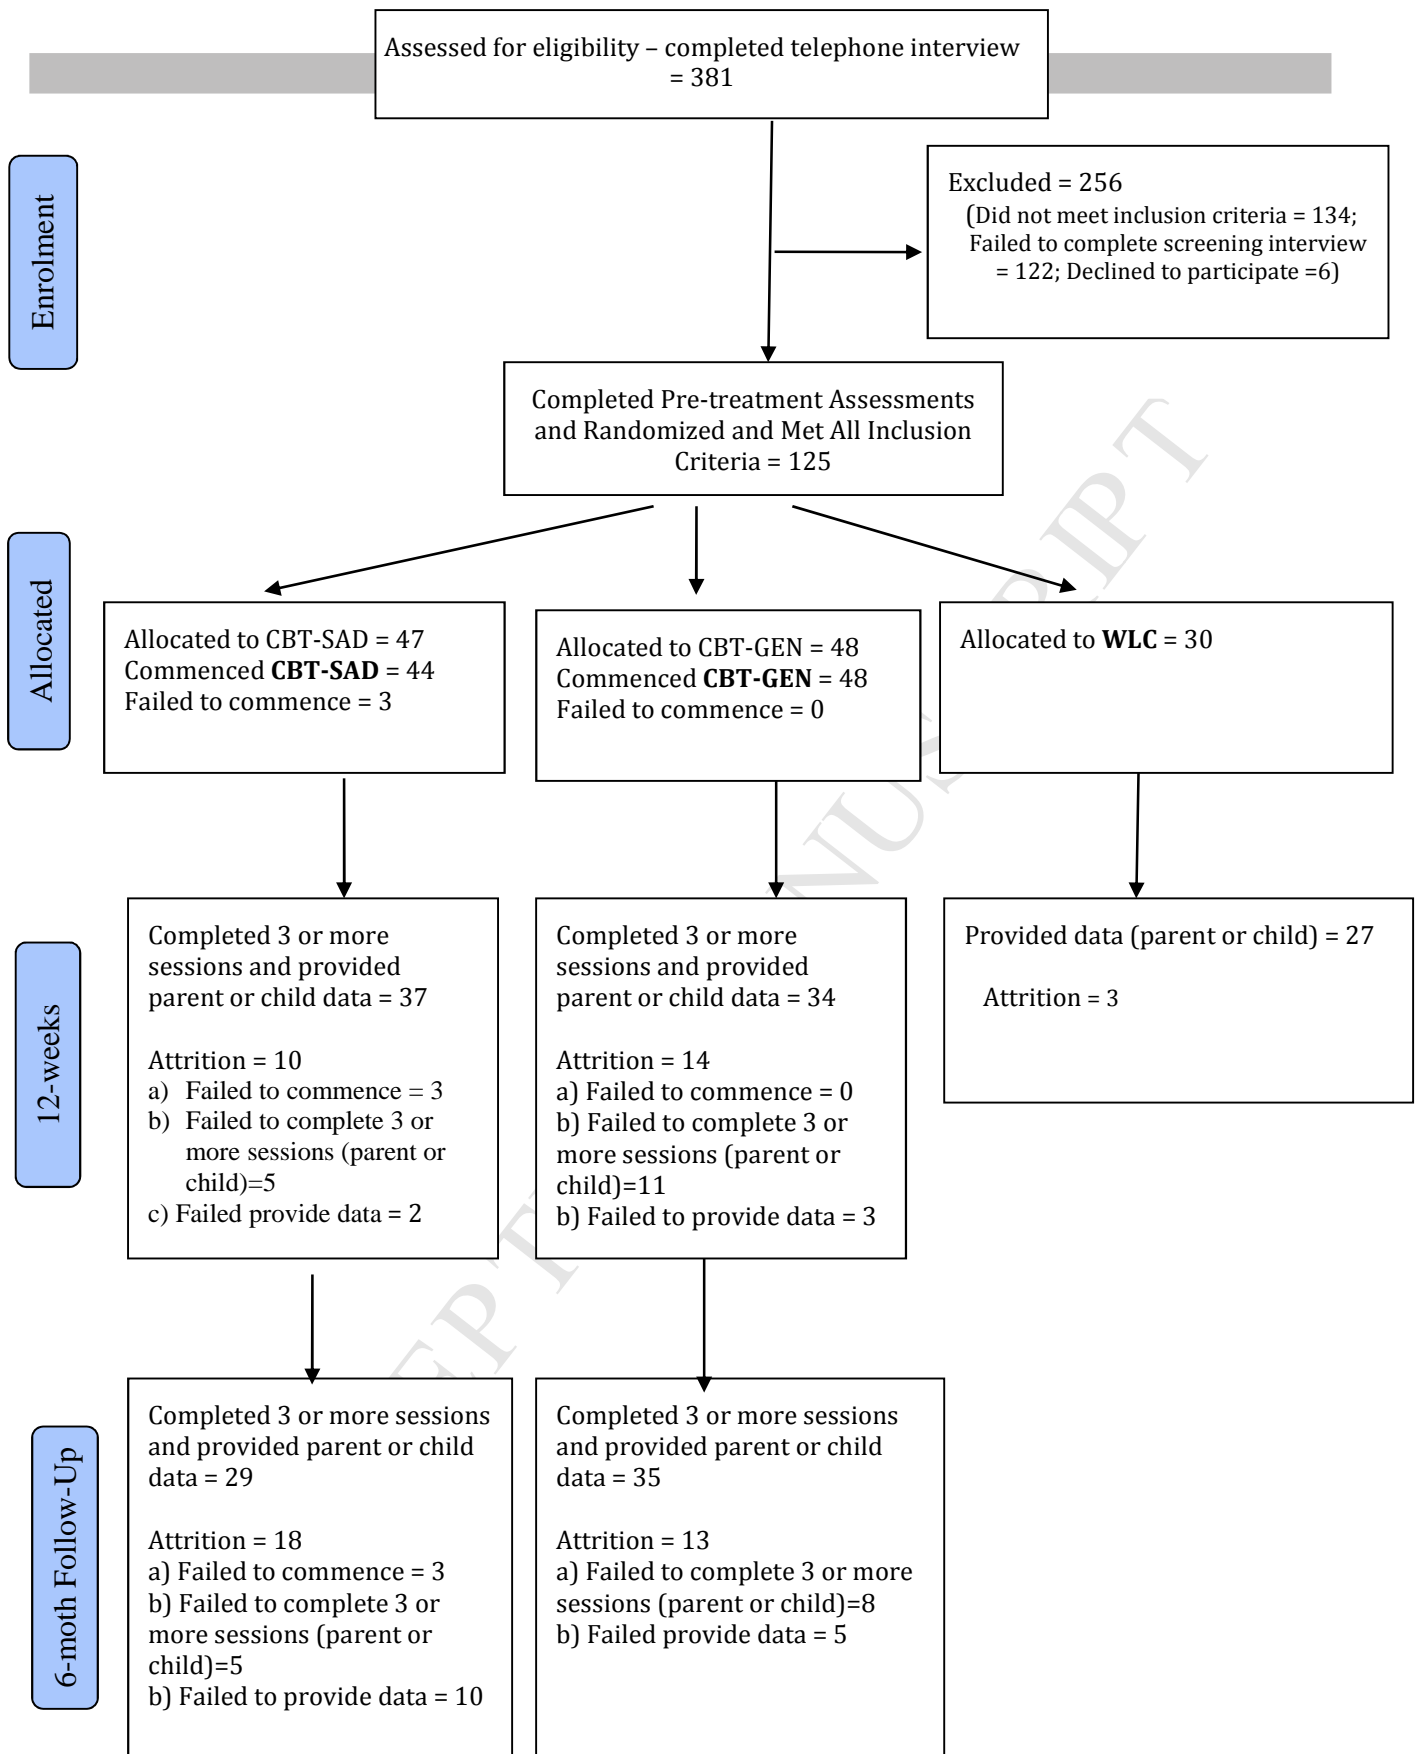 Assessed for eligibility – completed telephone interview
= 381
Enrolment
Excluded = 256
(Did not meet inclusion criteria = 134;
Failed to complete screening interview
= 122; Declined to participate =6)
Completed Pre-treatment Assessments
and Randomized and Met All Inclusion
Criteria = 125
Allocated
Allocated to CBT-SAD = 47
Commenced CBT-SAD = 44
Failed to commence = 3
Allocated to CBT-GEN = 48
Commenced CBT-GEN = 48
Failed to commence = 0
Allocated to WLC = 30
12-weeks
Completed 3 or more
sessions and provided
parent or child data = 37
Attrition = 10
a) Failed to commence = 3
b) Failed to complete 3 or
more sessions (parent or
child)=5
c) Failed provide data = 2
Completed 3 or more
sessions and provided
parent or child data = 34
Attrition = 14
a) Failed to commence = 0
b) Failed to complete 3 or
more sessions (parent or
child)=11
b) Failed to provide data = 3
Provided data (parent or child) = 27
Attrition = 3
6-moth Follow-Up
Completed 3 or more sessions
and provided parent or child
data = 29
Attrition = 18
a) Failed to commence = 3
b) Failed to complete 3 or
more sessions (parent or
child)=5
b) Failed to provide data = 10
Completed 3 or more sessions
and provided parent or child
data = 35
Attrition = 13
a) Failed to complete 3 or more
sessions (parent or child)=8
b) Failed provide data = 5